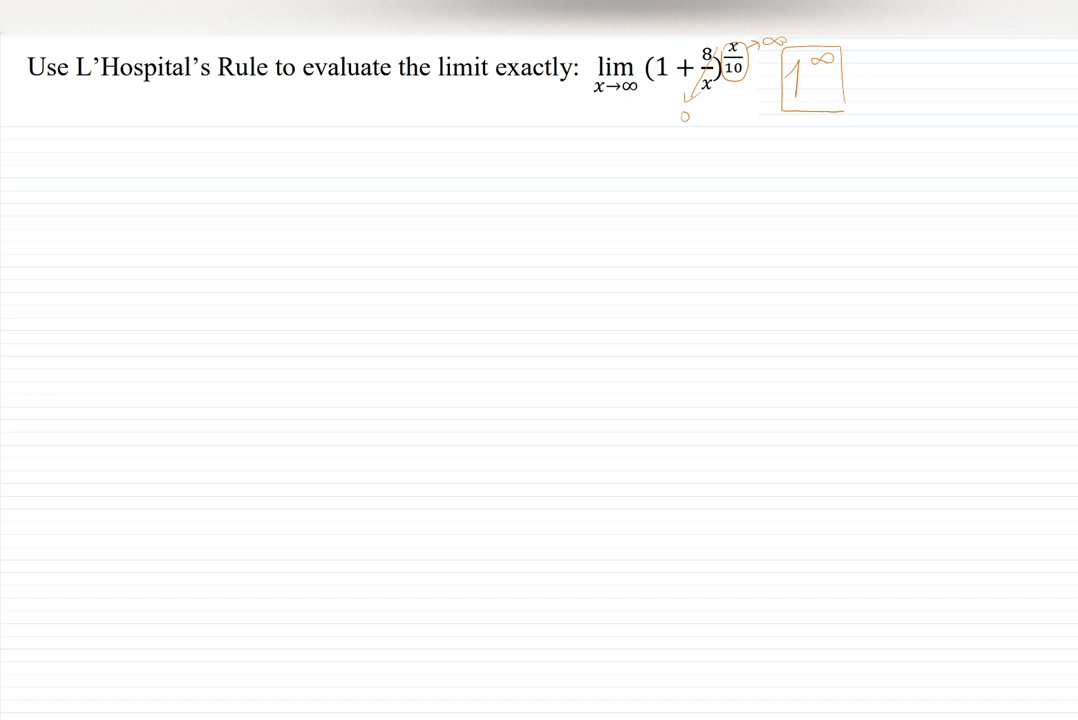 Use L’Hospital’s Rule to evaluate the limit exactly: lim x→∞ (1 + 8/x)^(x/10) → ∞ 1^∞
0